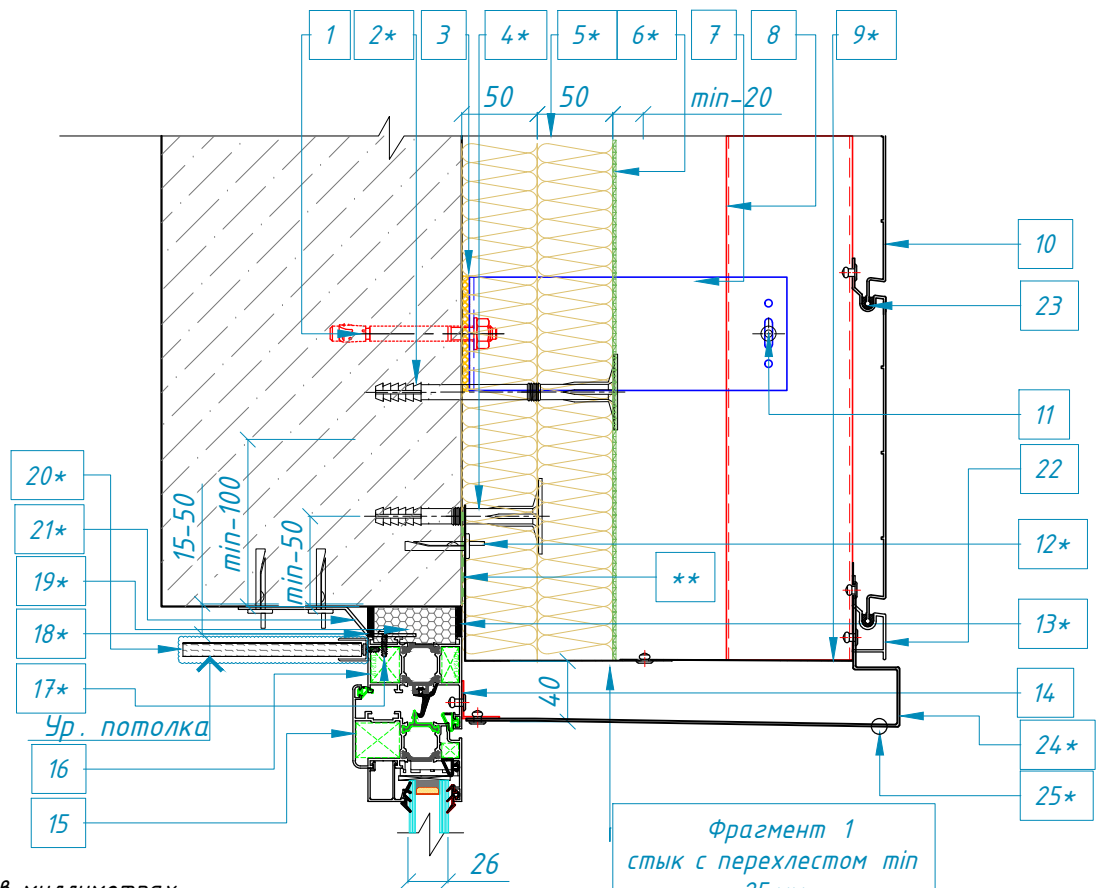 1 2* 3 4* 5* 6* 7 8 9*
50 50 min-20
10
23
11
20*
22
21*
15-50
min-100
min-50
12*
19*
**
18*
13*
17*
40
14
Ур. потолка
16
24*
15
25*
Фрагмент 1
стык с перехлестом min
26
в миллиметрах